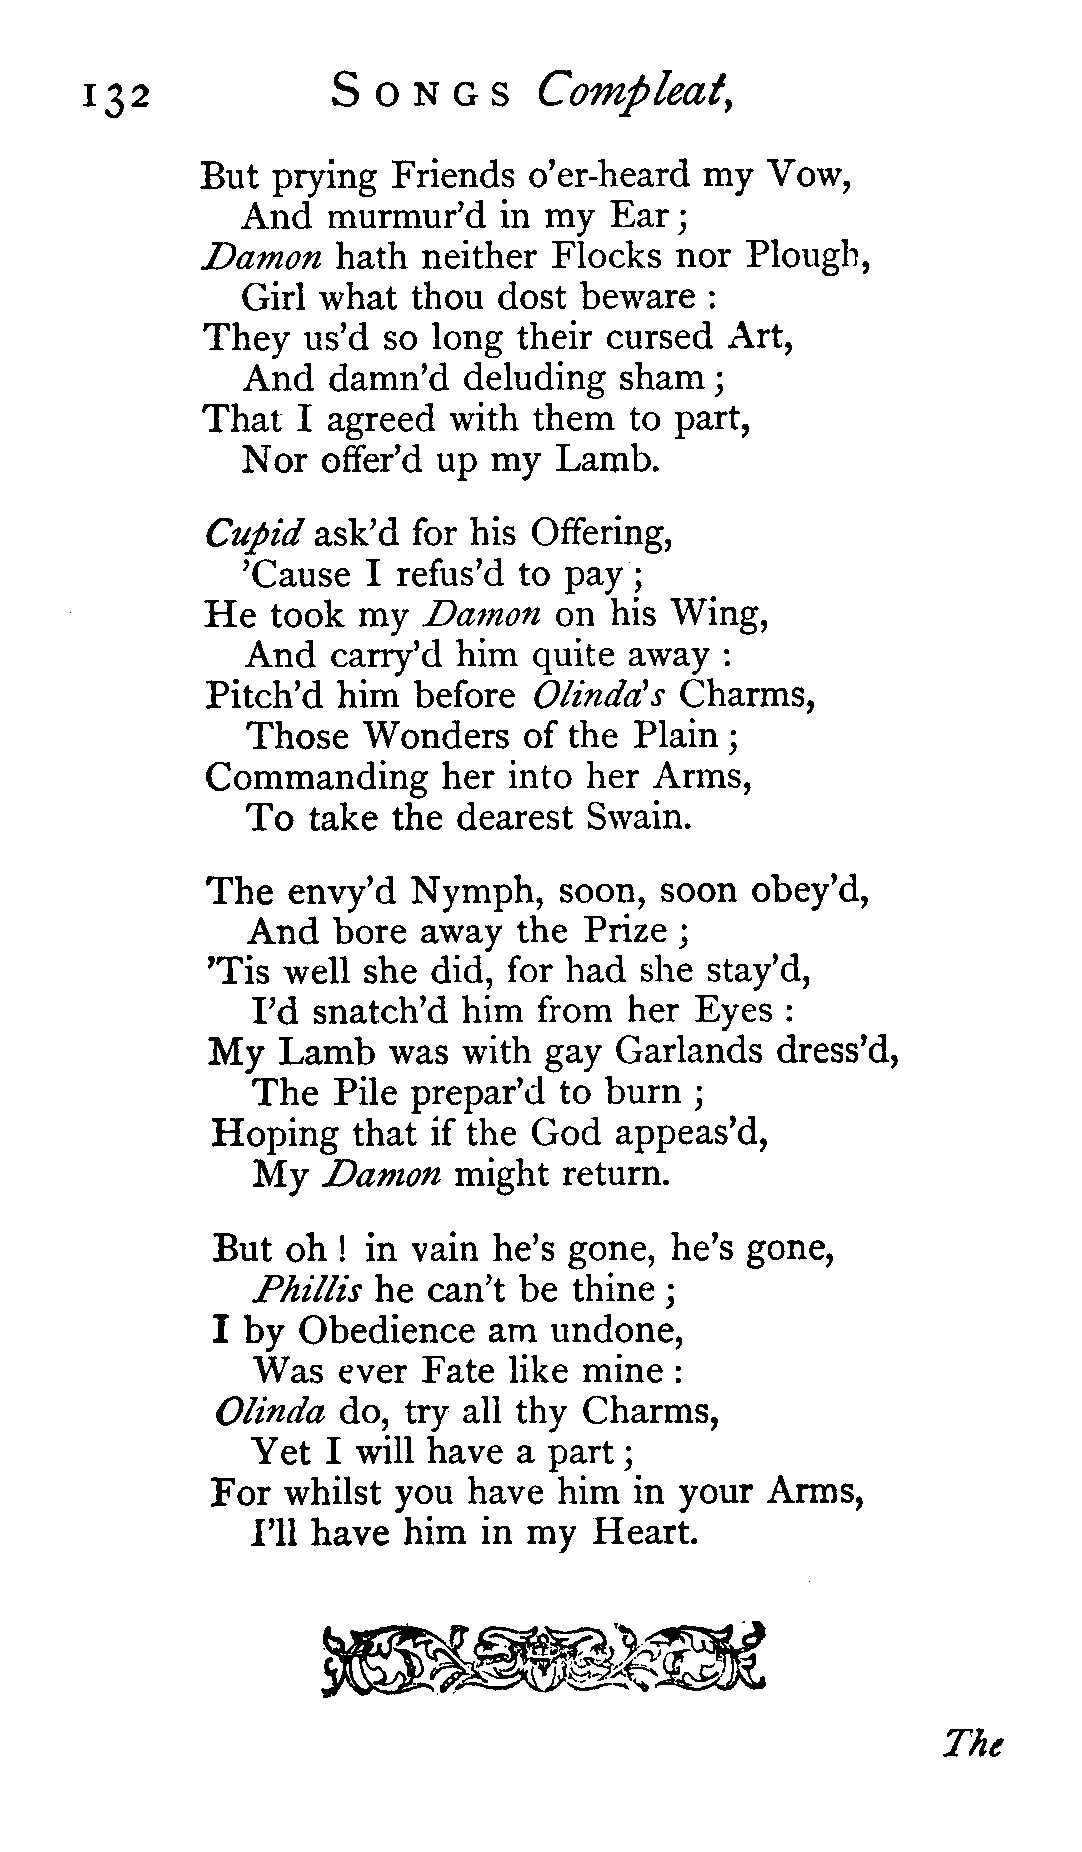 132 SONGS Compleat,
But prying Friends o'er-heard my Vow,
And murmur'd in my Ear;
Damon hath neither Flocks nor Plough,
Girl what thou dost beware :
They us'd so long their cursed Art,
And damn'd deluding sham;
That I agreed with them to part,
Nor offer'd up my Lamb.
Cupid ask'd for his Offering,
'Cause I refus'd to pay;
He took my Damon on his Wing,
And carry'd him quite away :
Pitch'd him before Olinda's Charms,
Those Wonders of the Plain;
Commanding her into her Arms,
To take the dearest Swain.
The envy'd Nymph, soon, soon obey'd,
And bore away the Prize;
'Tis well she did, for had she stay'd,
I'd snatch'd him from her Eyes :
My Lamb was with gay Garlands dress'd,
The Pile prepar'd to burn;
Hoping that if the God appeas'd,
My Damon might return.
But oh! in vain he's gone, he's gone,
Phillis he can't be thine;
I by Obedience am undone,
Was ever Fate like mine :
Olinda do, try all thy Charms,
Yet I will have a part;
For whilst you have him in your Arms,
I'll have him in my Heart.
The